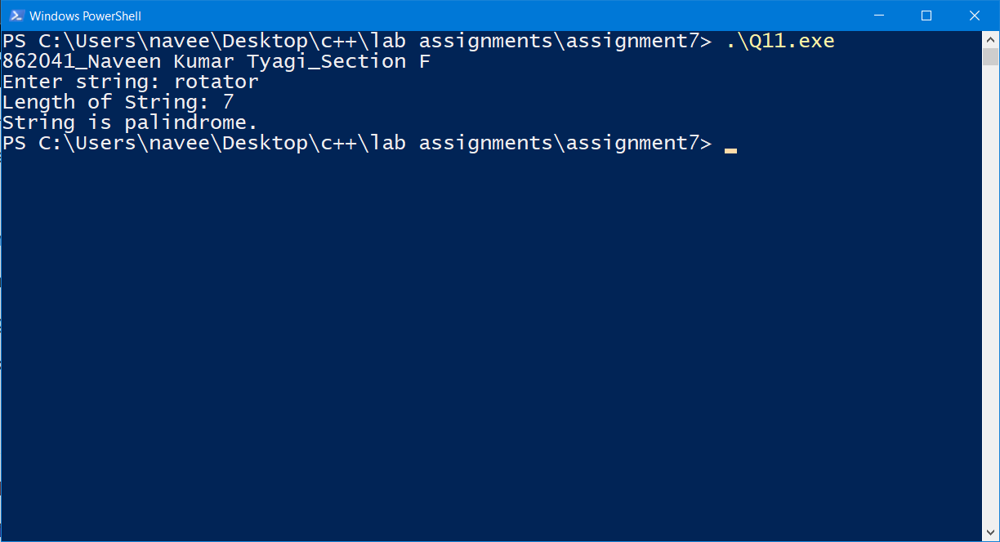 Windows PowerShell
PS C:\Users\navee\Desktop\c++\lab assignments\assignment7> .\Q11.exe
862041_Naveen Kumar Tyagi_Section F
Enter string: rotator
Length of String: 7
String is palindrome.
PS C:\Users\navee\Desktop\c++\lab assignments\assignment7>